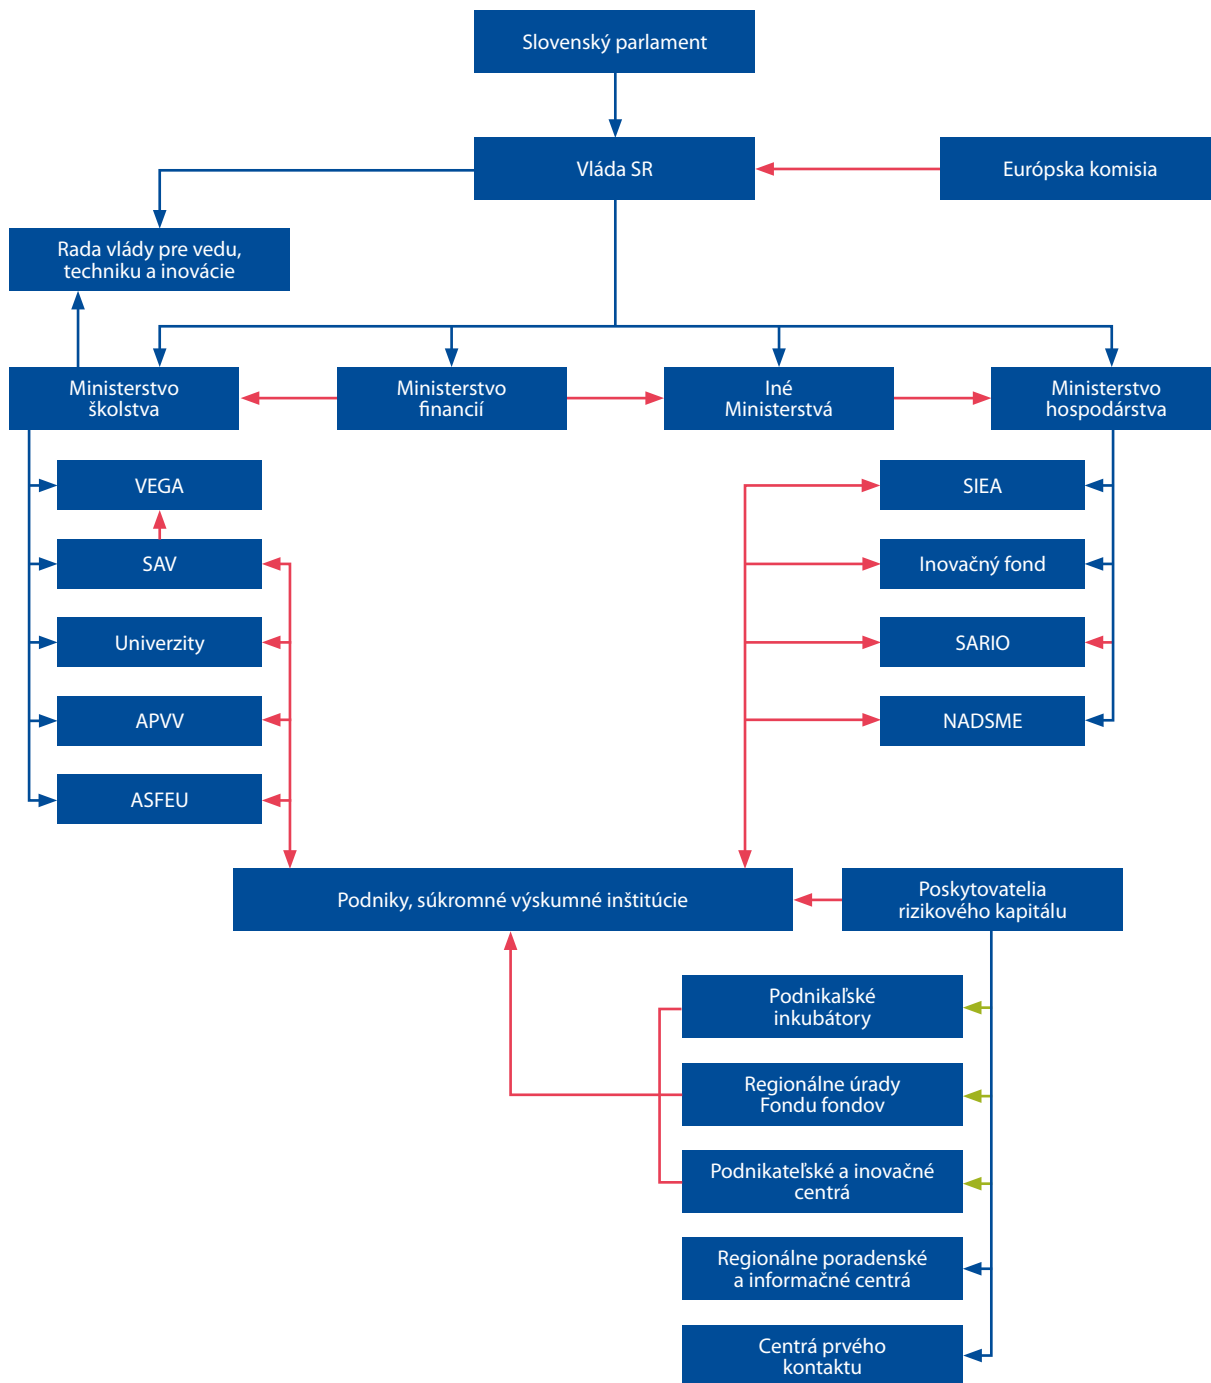 Slovenský parlament
Vláda SR
Európska komisia
Rada vlády pre vedu,
techniku a inovácie
Ministerstvo
školstva
Ministerstvo
financií
Iné
Ministerstvá
Ministerstvo
hospodárstva
VEGA
SAV
Univerzity
APVV
ASFEU
SIEA
Inovačný fond
SARIO
NADSME
Podniky, súkromné výskumné inštitúcie
Poskytovatelia
rizikového kapitálu
Podnikaľské
inkubátory
Regionálne úrady
Fondu fondov
Podnikateľské a inovačné
centrá
Regionálne poradenské
a informačné centrá
Centrá prvého
kontaktu